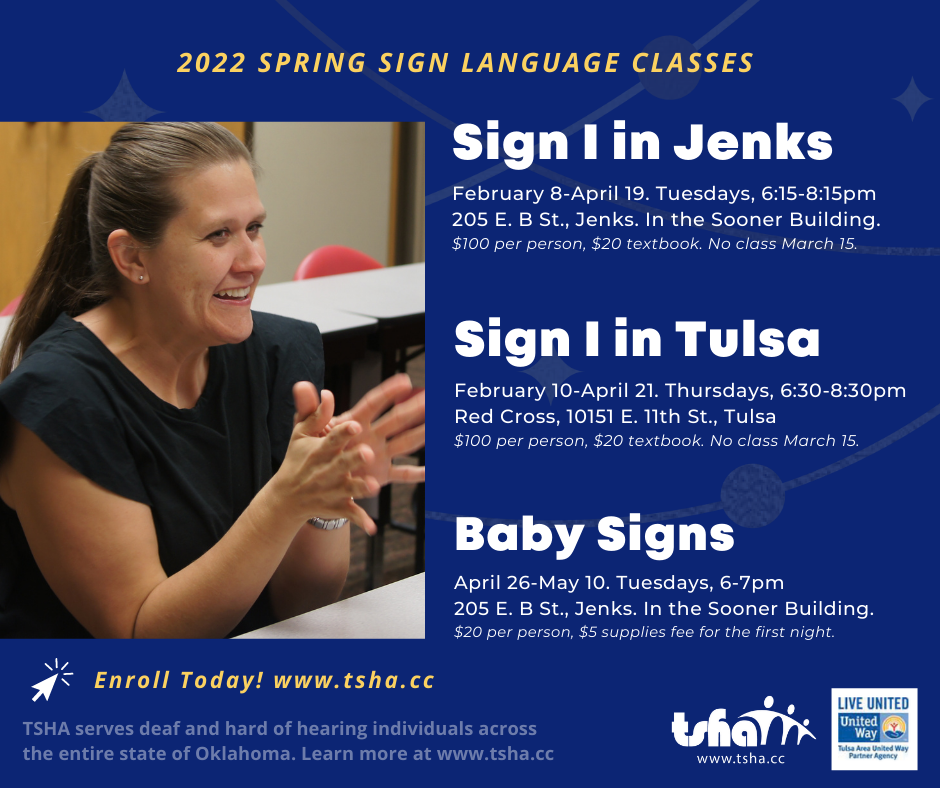 2022 SPRING SIGN LANGUAGE CLASSES
Sign I in Jenks
February 8-April 19. Tuesdays, 6:15-8:15pm
205 E. B St., Jenks. In the Sooner Building.
$100 per person, $20 textbook. No class March 15.
Sign I in Tulsa
February 10-April 21. Thursdays, 6:30-8:30pm
Red Cross, 10151 E. 11th St., Tulsa
$100 per person, $20 textbook. No class March 15.
Baby Signs
April 26-May 10. Tuesdays, 6-7pm
205 E. B St., Jenks. In the Sooner Building.
$20 per person, $5 supplies fee for the first night.
Enroll Today! www.tsha.cc
TSHA serves deaf and hard of hearing individuals across
the entire state of Oklahoma. Learn more at www.tsha.cc
tsha
www.tsha.cc
LIVE UNITED
United
Way
Tulsa Area United Way
Partner Agency